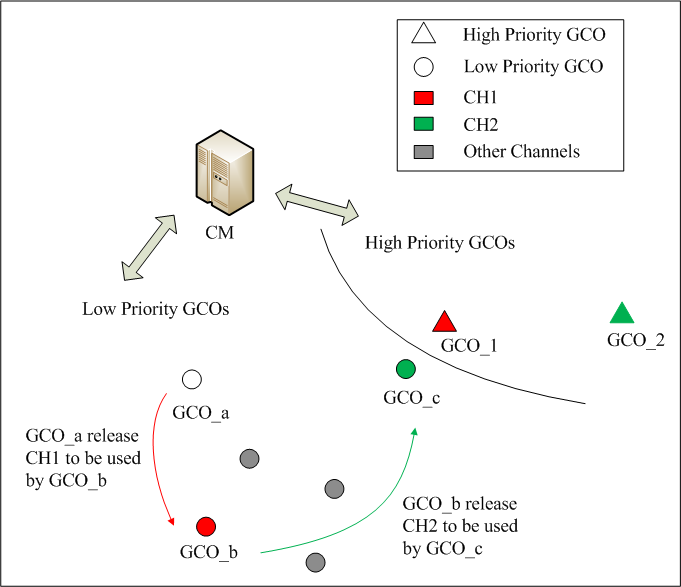 High Priority GCO
Low Priority GCO
CH1
CH2
Other Channels
CM
High Priority GCOs
Low Priority GCOs
GCO_1
GCO_2
GCO_c
GCO_a
GCO_a release
CH1 to be used
by GCO_b
GCO_b release
CH2 to be used
by GCO_c
GCO_b